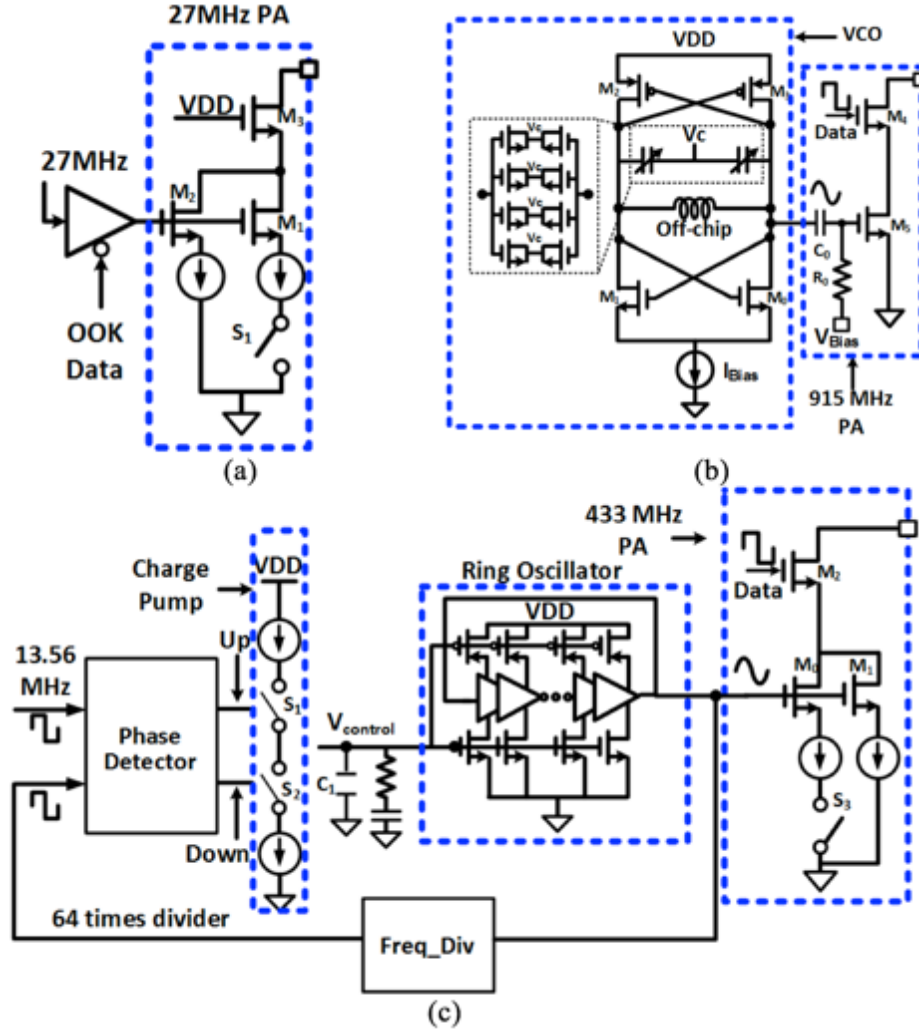 27MHz PA
VDD
M3
27MHz
M2
M1
OOK
Data
S1
(a)
VDD
VCO
M2
M3
Vc
Vc
Vc
Vc
Vc
Off-chip
M1
M0
IBias
Data
M4
C0
M5
R0
VBias
915 MHz
PA
(b)
433 MHz
PA
Charge
Pump
VDD
Ring Oscillator
VDD
Data
M2
Up
13.56
MHz
S1
Phase
Detector
Vcontrol
M0
M1
C1
S2
S3
Down
64 times divider
Freq_Div
(c)